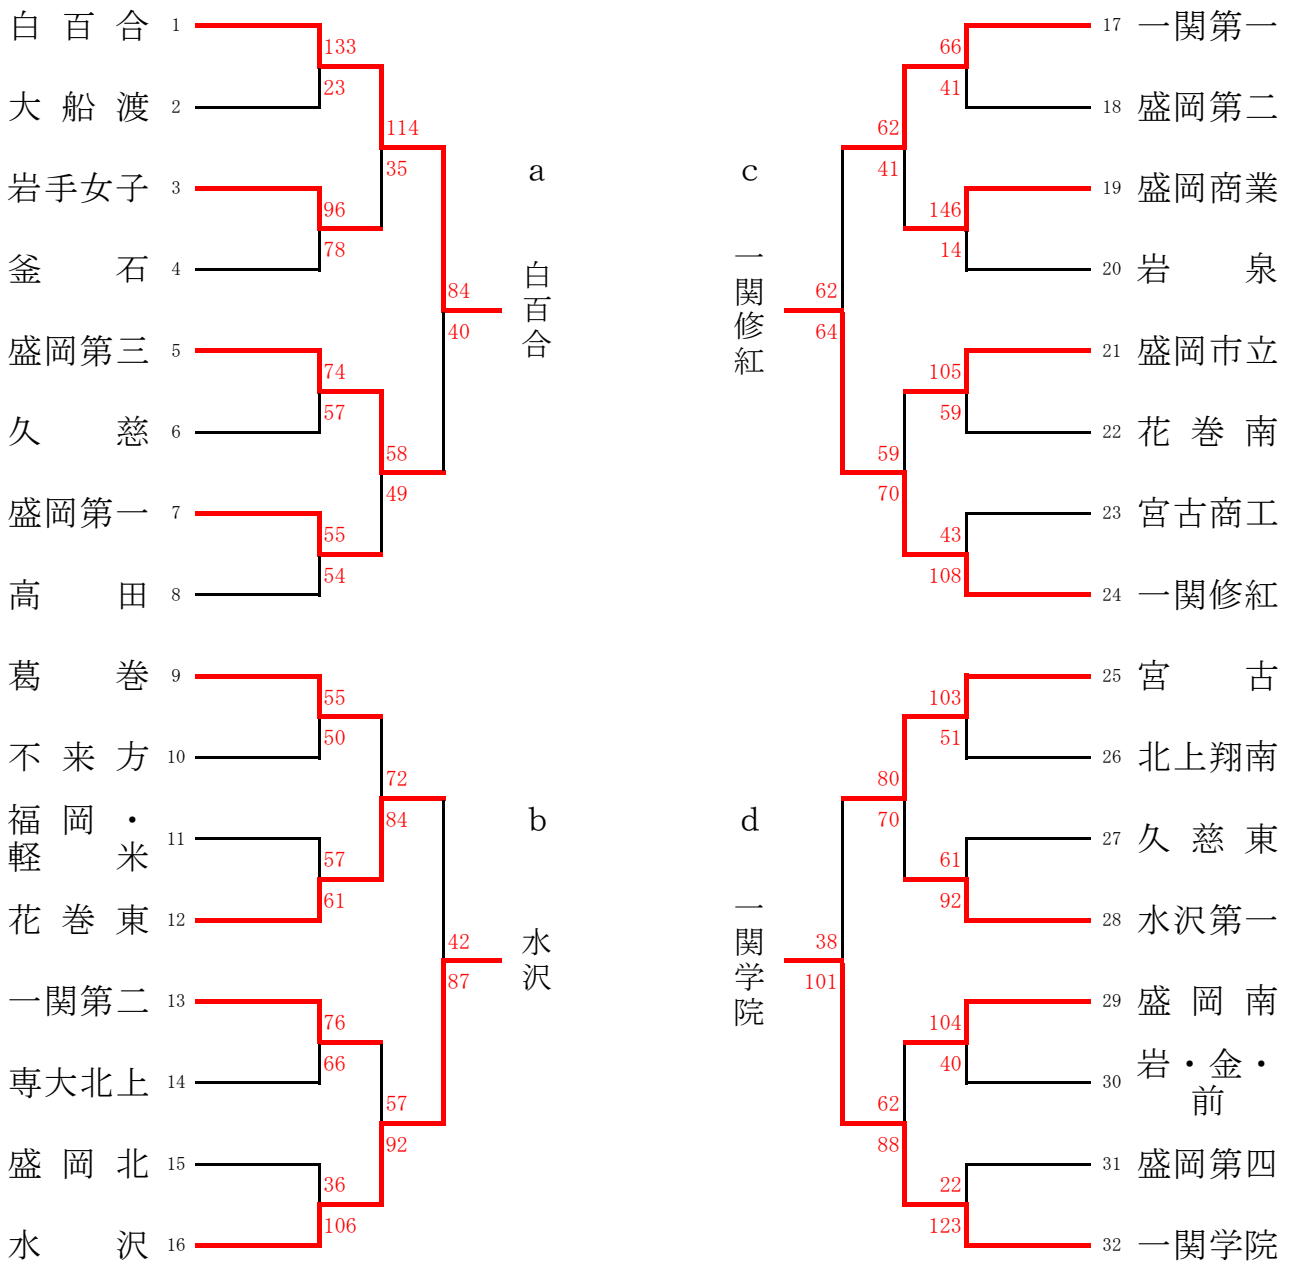 白百合 1
133
23
大船渡 2
114
35
岩手女子 3
96
78
釜石 4
84
40
a
白百合
盛岡第三 5
74
57
久慈 6
58
49
盛岡第一 7
55
54
高田 8
葛巻 9
55
50
不来方 10
72
84
福岡・
軽米 11
57
61
花巻東 12
42
87
b
水沢
一関第二 13
76
66
専大北上 14
57
92
盛岡北 15
36
106
水沢 16
17 一関第一
66
41
18 盛岡第二
62
41
19 盛岡商業
146
14
20 岩泉
c
一関修紅
62
64
21 盛岡市立
105
59
22 花巻南
59
70
23 宮古商工
43
108
24 一関修紅
25 宮古
103
51
26 北上翔南
80
70
27 久慈東
61
92
28 水沢第一
d
一関学院
38
101
29 盛岡南
104
40
30 岩・金・
前
62
88
31 盛岡第四
22
123
32 一関学院